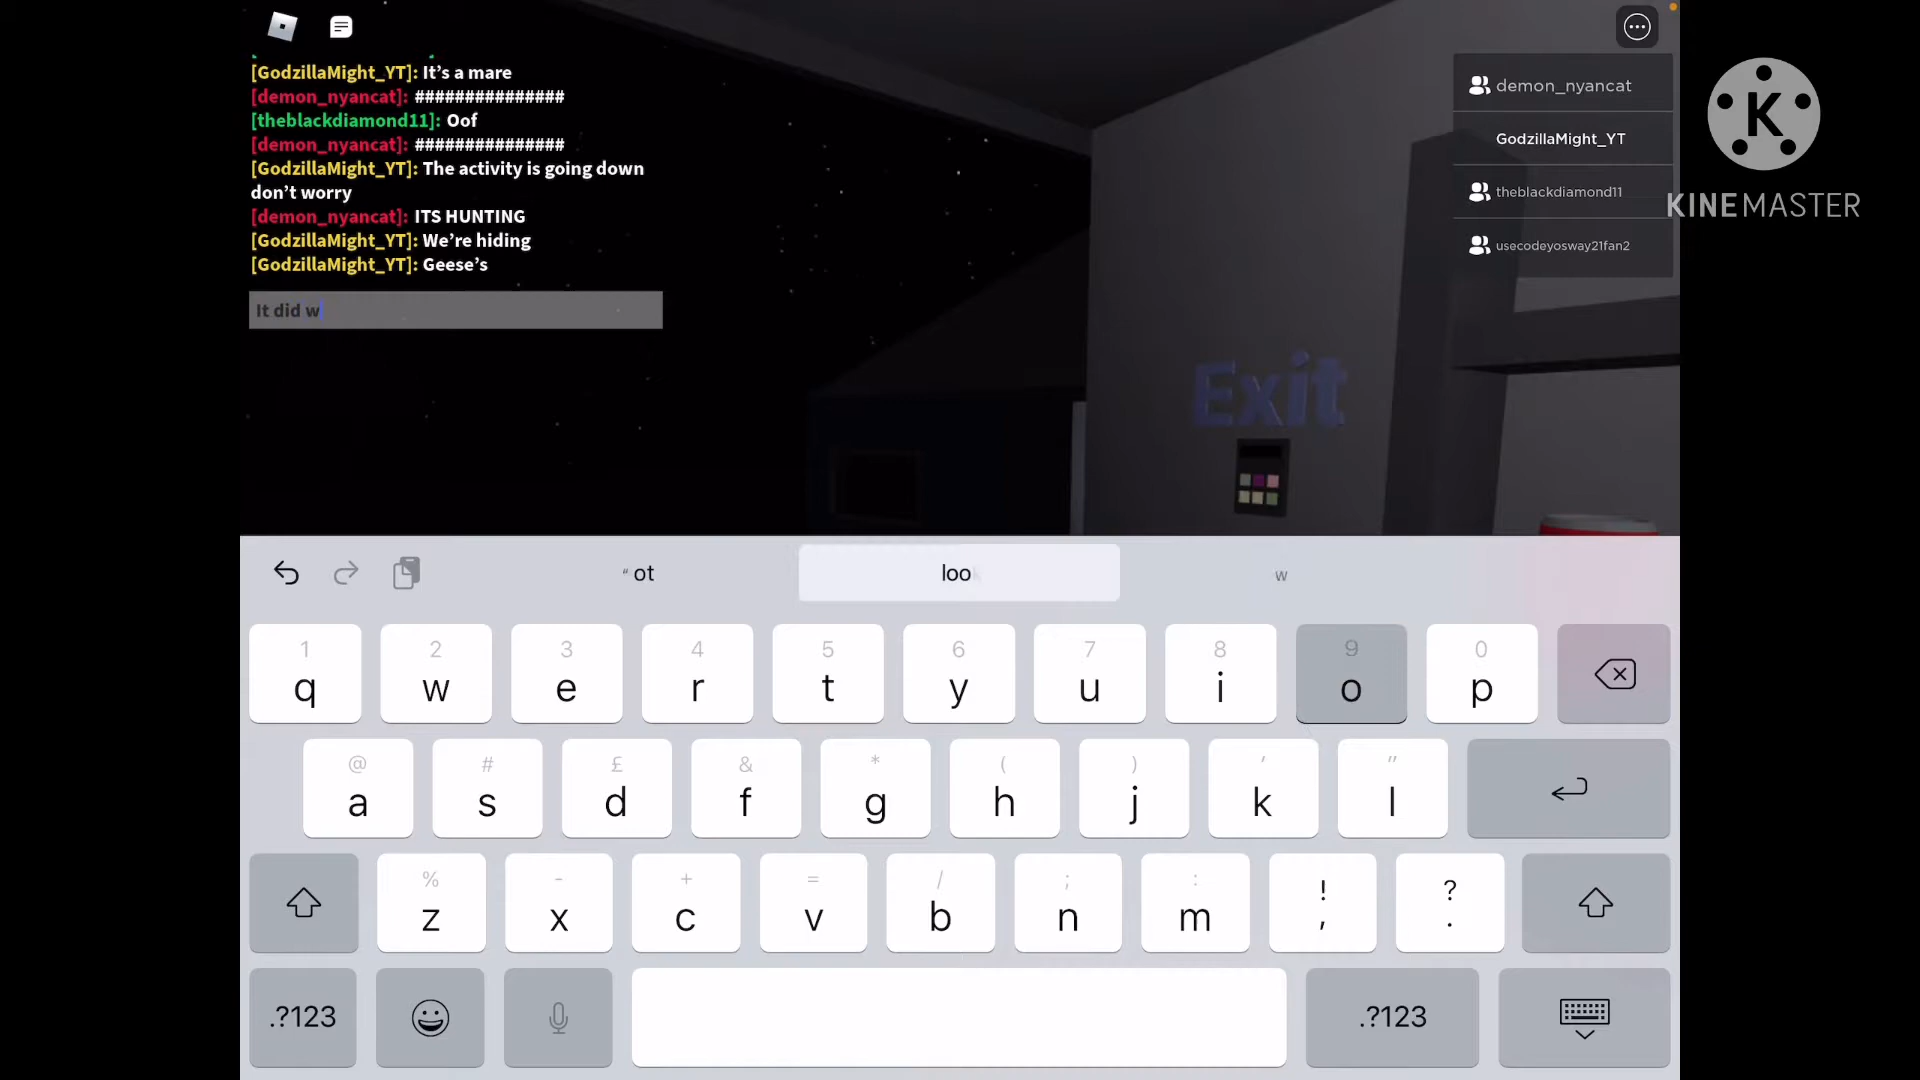 [GodzillaMight_YT]: It's a mare
[demon_nyancat]: ###############
[theblackdiamond11]: Oof
[demon_nyancat]: ###############
[GodzillaMight_YT]: The activity is going down
don't worry
[demon_nyancat]: ITS HUNTING
[GodzillaMight_YT]: We're hiding
[GodzillaMight_YT]: Geese's
It did w
demon_nyancat
GodzillaMight_YT
theblackdiamond11
usecodeyosway21fan2
K
KINEMASTER
Exit
“ot loo w
1 2 3 4 5 6 7 8 9 0
q w e r t y u i o p
@ # £ & * ( ) ' "
a s d f g h j k l
% - + = / ; : ! ?
z x c v b n m , .
.?123 .?123